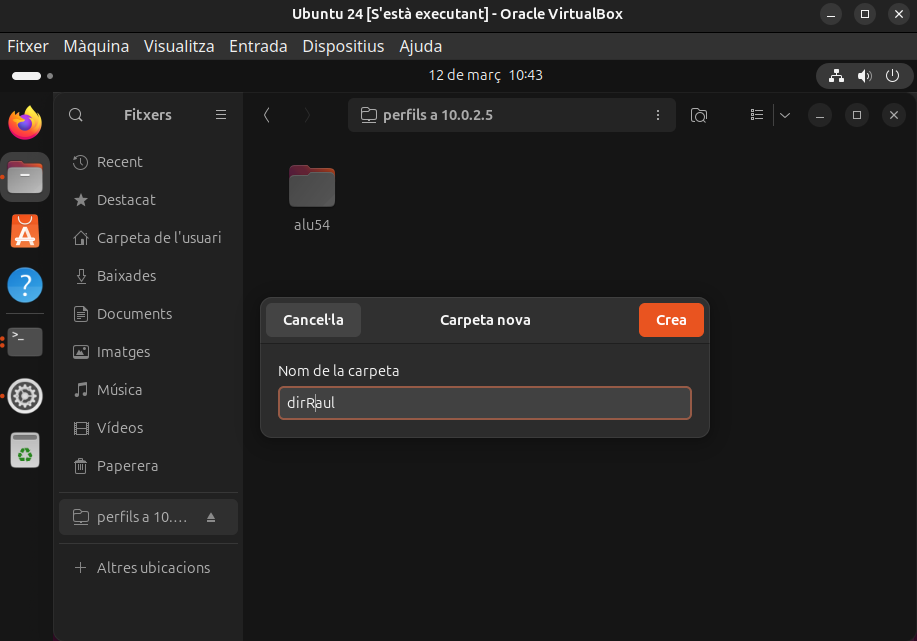 Ubuntu 24 [S'està executant] - Oracle VirtualBox
Fitxer Màquina Visualitza Entrada Dispositius Ajuda
12 de març 10:43
Fitxers
perfils a 10.0.2.5
Recent
Destacat
Carpeta de l'usuari
Baixades
Documents
Imatges
Música
Vídeos
Paperera
perfils a 10....
Altres ubicacions
alu54
Cancel·la
Carpeta nova
Crea
Nom de la carpeta
dirRaul